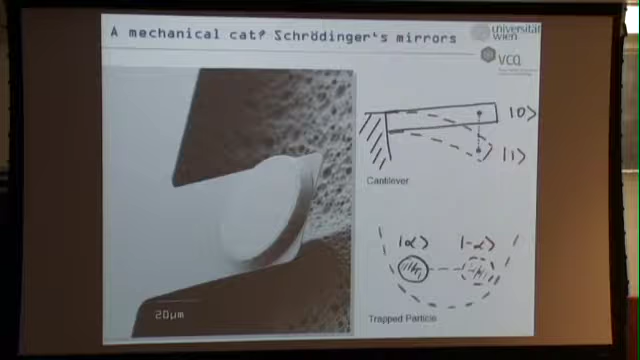 A mechanical cat? Schrödinger's mirrors
universität
wien
VCQ
|0>
|1>
Cantilever
|α>
|-α>
20µm
Trapped Particle